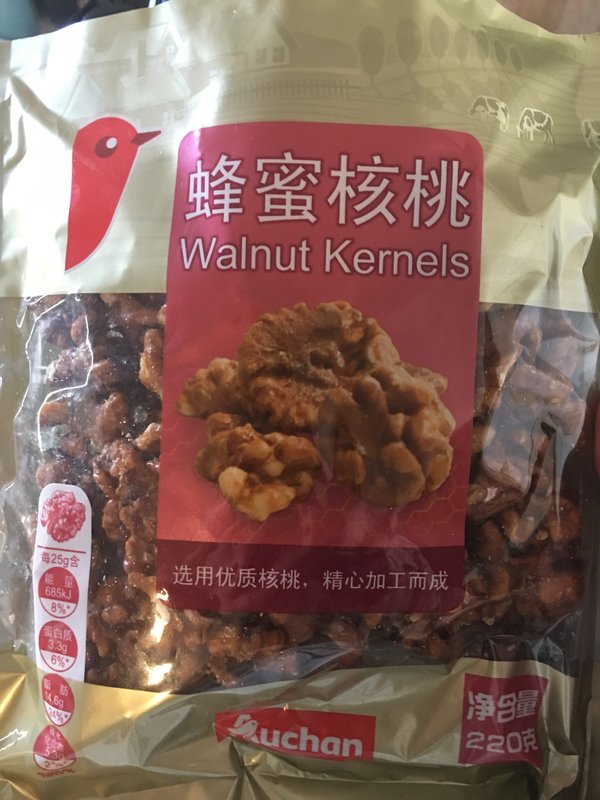 蜂蜜核桃
Walnut Kernels
选用优质核桃，精心加工而成
每25g含
能量
685kJ
8%*
蛋白质
3.3g
6%*
脂肪
14.6g
24%*
2%*
Auchan
净含量
220克